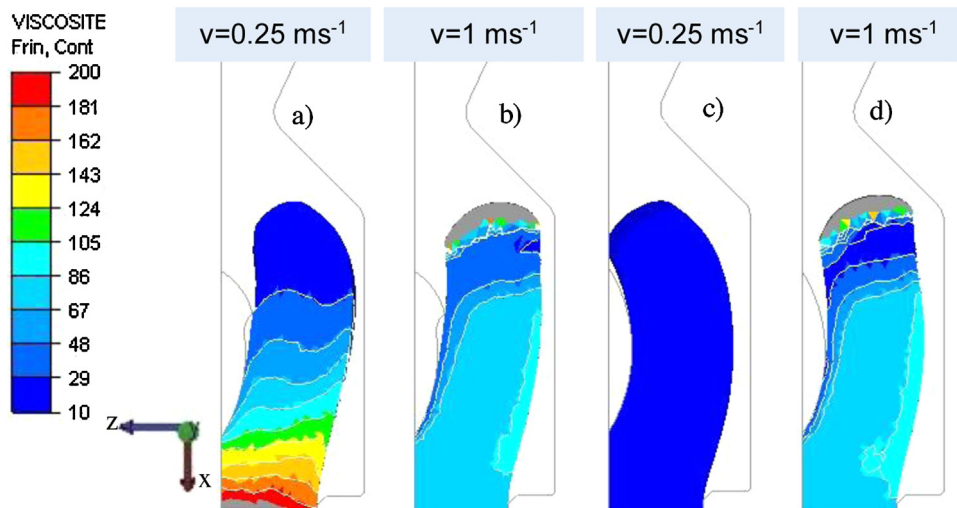 VISCOSITE
Frin, Cont
200
181
162
143
124
105
86
67
48
29
10
v=0.25 ms⁻¹
v=1 ms⁻¹
v=0.25 ms⁻¹
v=1 ms⁻¹
a)
b)
c)
d)
Z
X